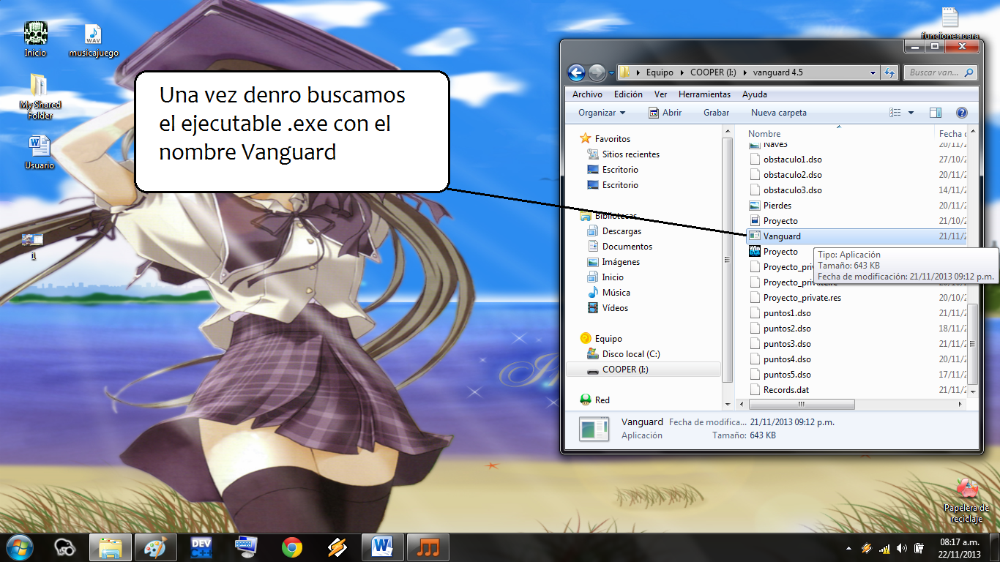 Inicio
musicajuego
My Shared
Folder
Usuario
1
funciones para
Una vez denro buscamos
el ejecutable .exe con el
nombre Vanguard
Equipo
COOPER (I:)
vanguard 4.5
Buscar van...
Archivo Edición Ver Herramientas Ayuda
Organizar Abrir Grabar Nueva carpeta
Favoritos
Sitios recientes
Escritorio
Escritorio
Bibliotecas
Descargas
Documentos
Imágenes
Inicio
Música
Vídeos
Equipo
Disco local (C:)
COOPER (I:)
Red
Nombre Fecha
Nave3 20/11/2
obstaculo1.dso 27/10/2
obstaculo2.dso 20/11/2
obstaculo3.dso 14/11/2
Pierdes 20/11/2
Proyecto 21/10/2
Vanguard 21/11/2
Proyecto
Proyecto_pri
Proyecto_private
Proyecto_private.res 20/10/2
puntos1.dso 21/11/2
puntos2.dso 18/11/2
puntos3.dso 21/11/2
puntos4.dso 20/11/2
puntos5.dso 17/11/2
Records.dat 21/11/2
Tipo: Aplicación
Tamaño: 643 KB
Fecha de modificación: 21/11/2013 09:12 p.m.
Vanguard Fecha de modifica... 21/11/2013 09:12 p.m.
Aplicación Tamaño: 643 KB
Papelera de
reciclaje
DEV
C++
08:17 a.m.
22/11/2013